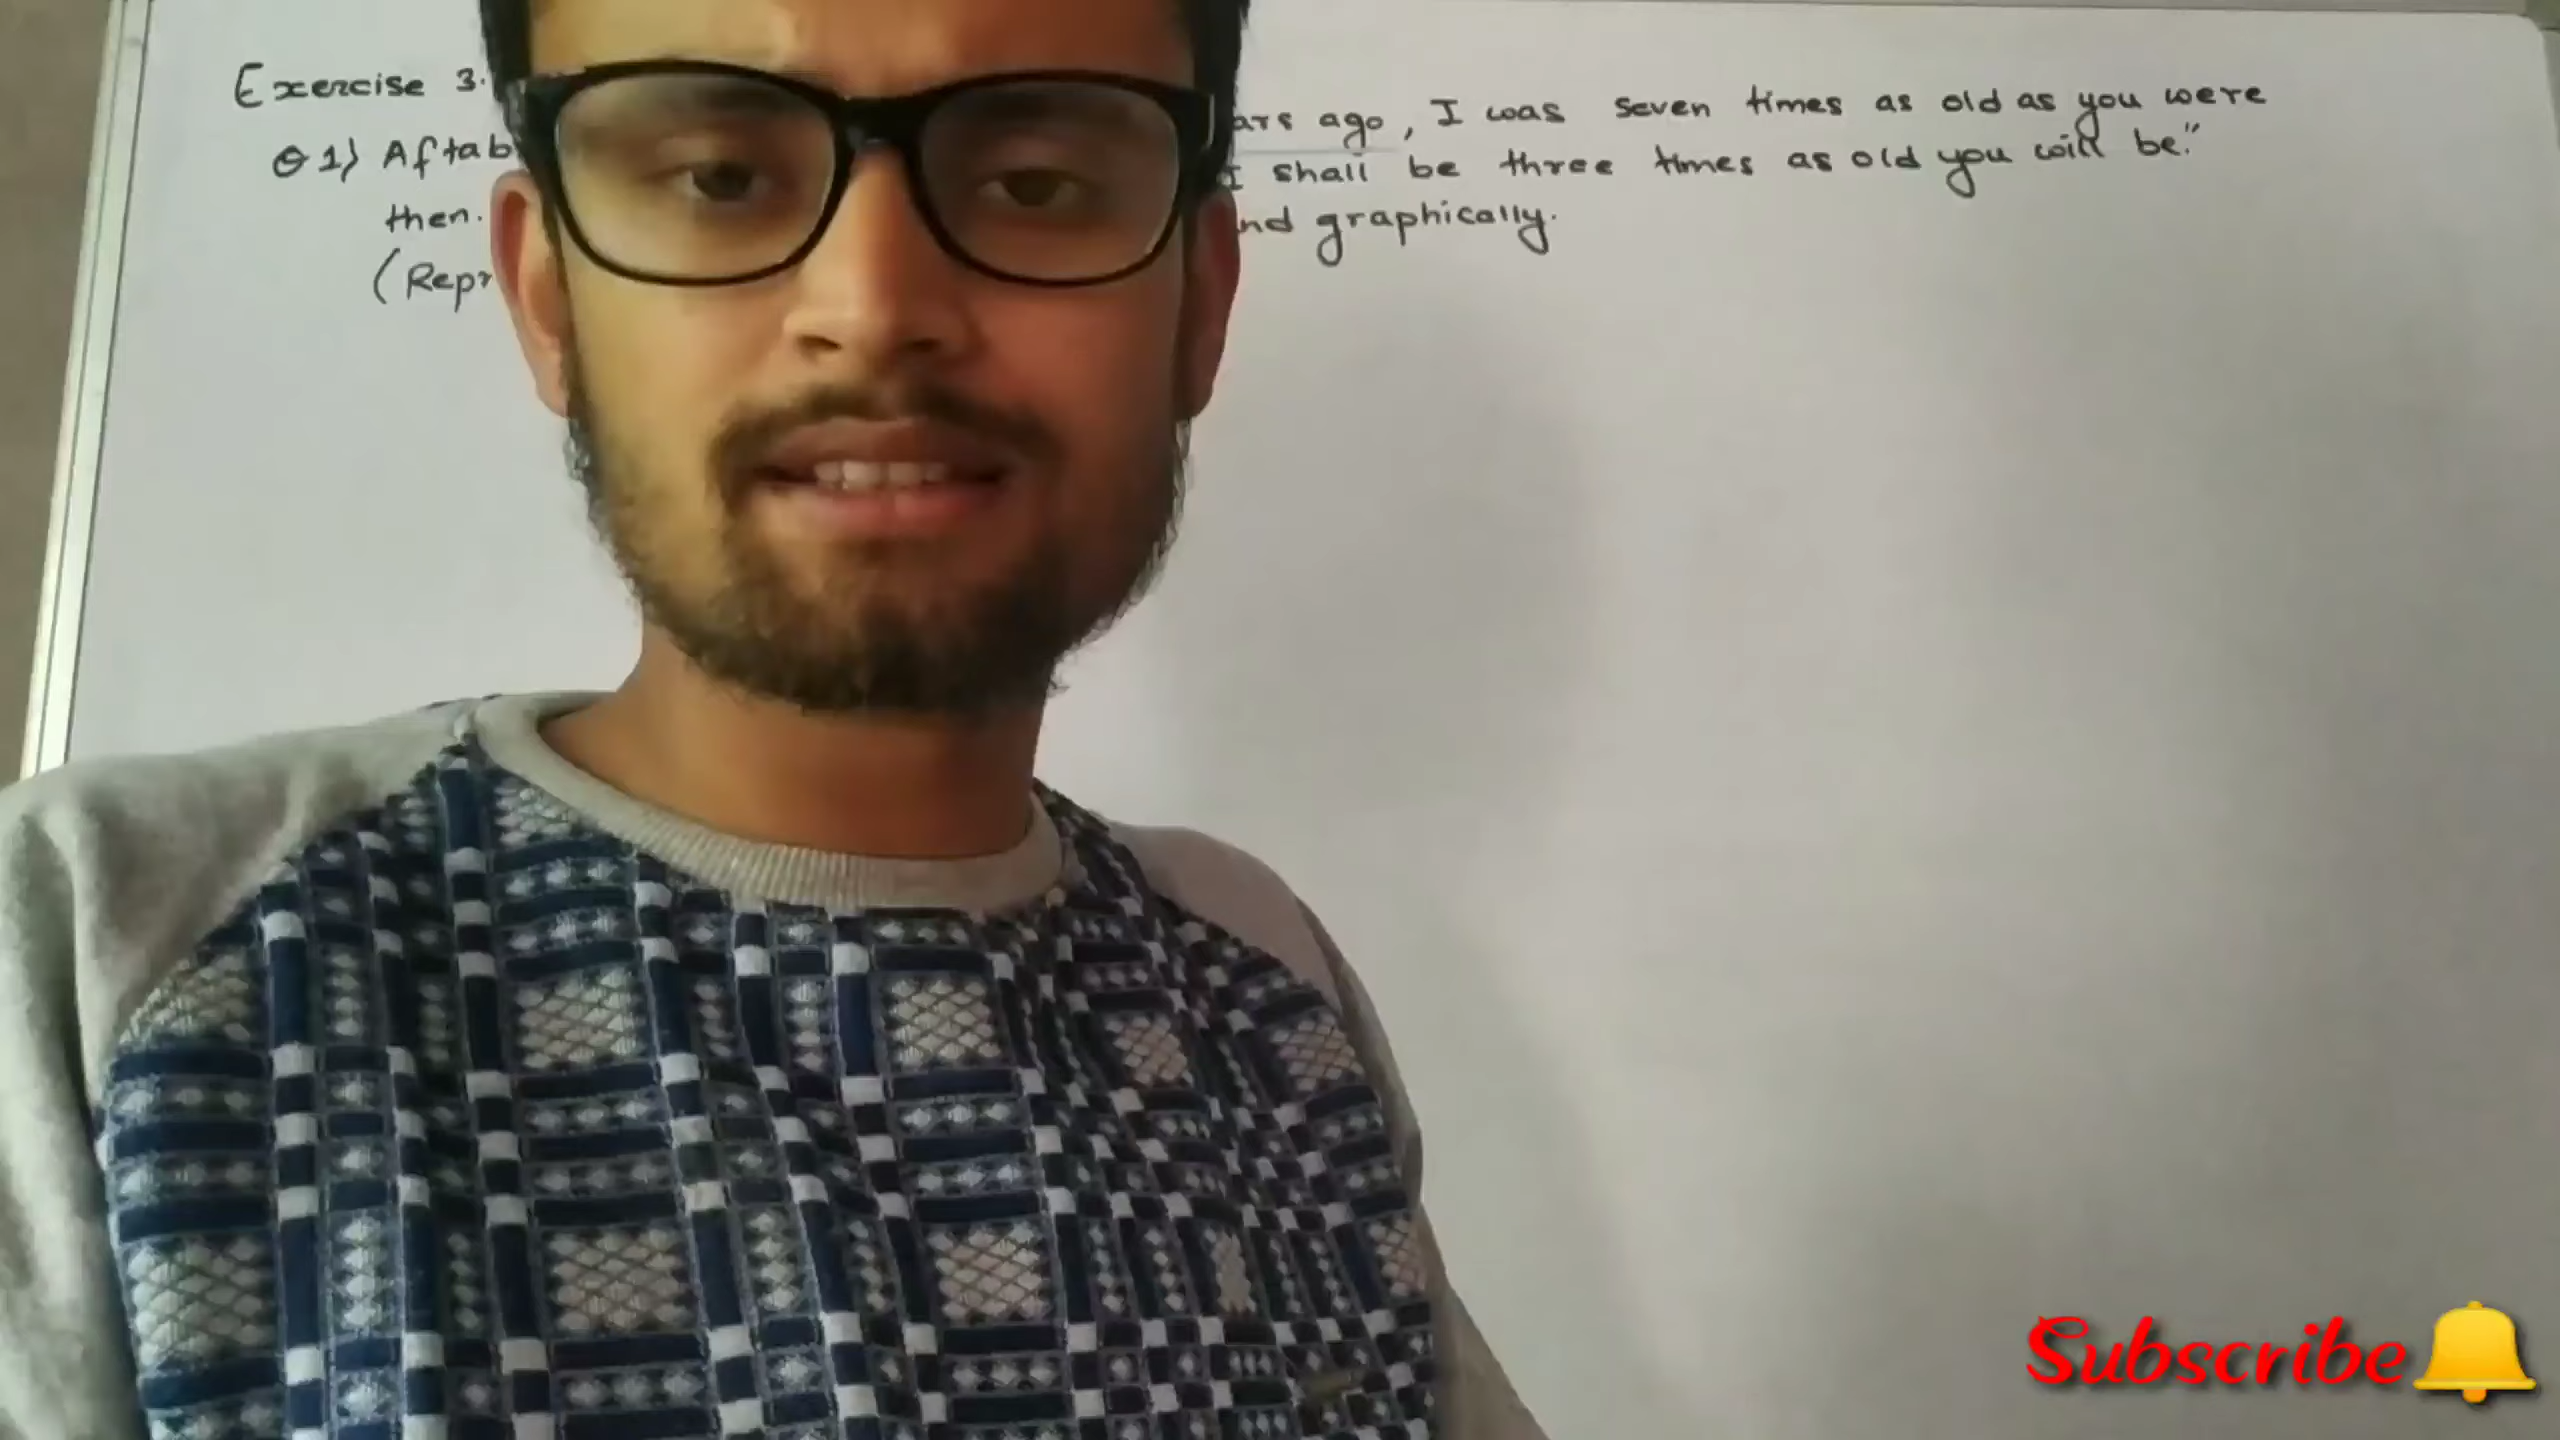 Exercise 3.
Q1) Aftab ars ago, I was seven times as old as you were
then. I shall be three times as old you will be."
(Repr nd graphically.
Subscribe